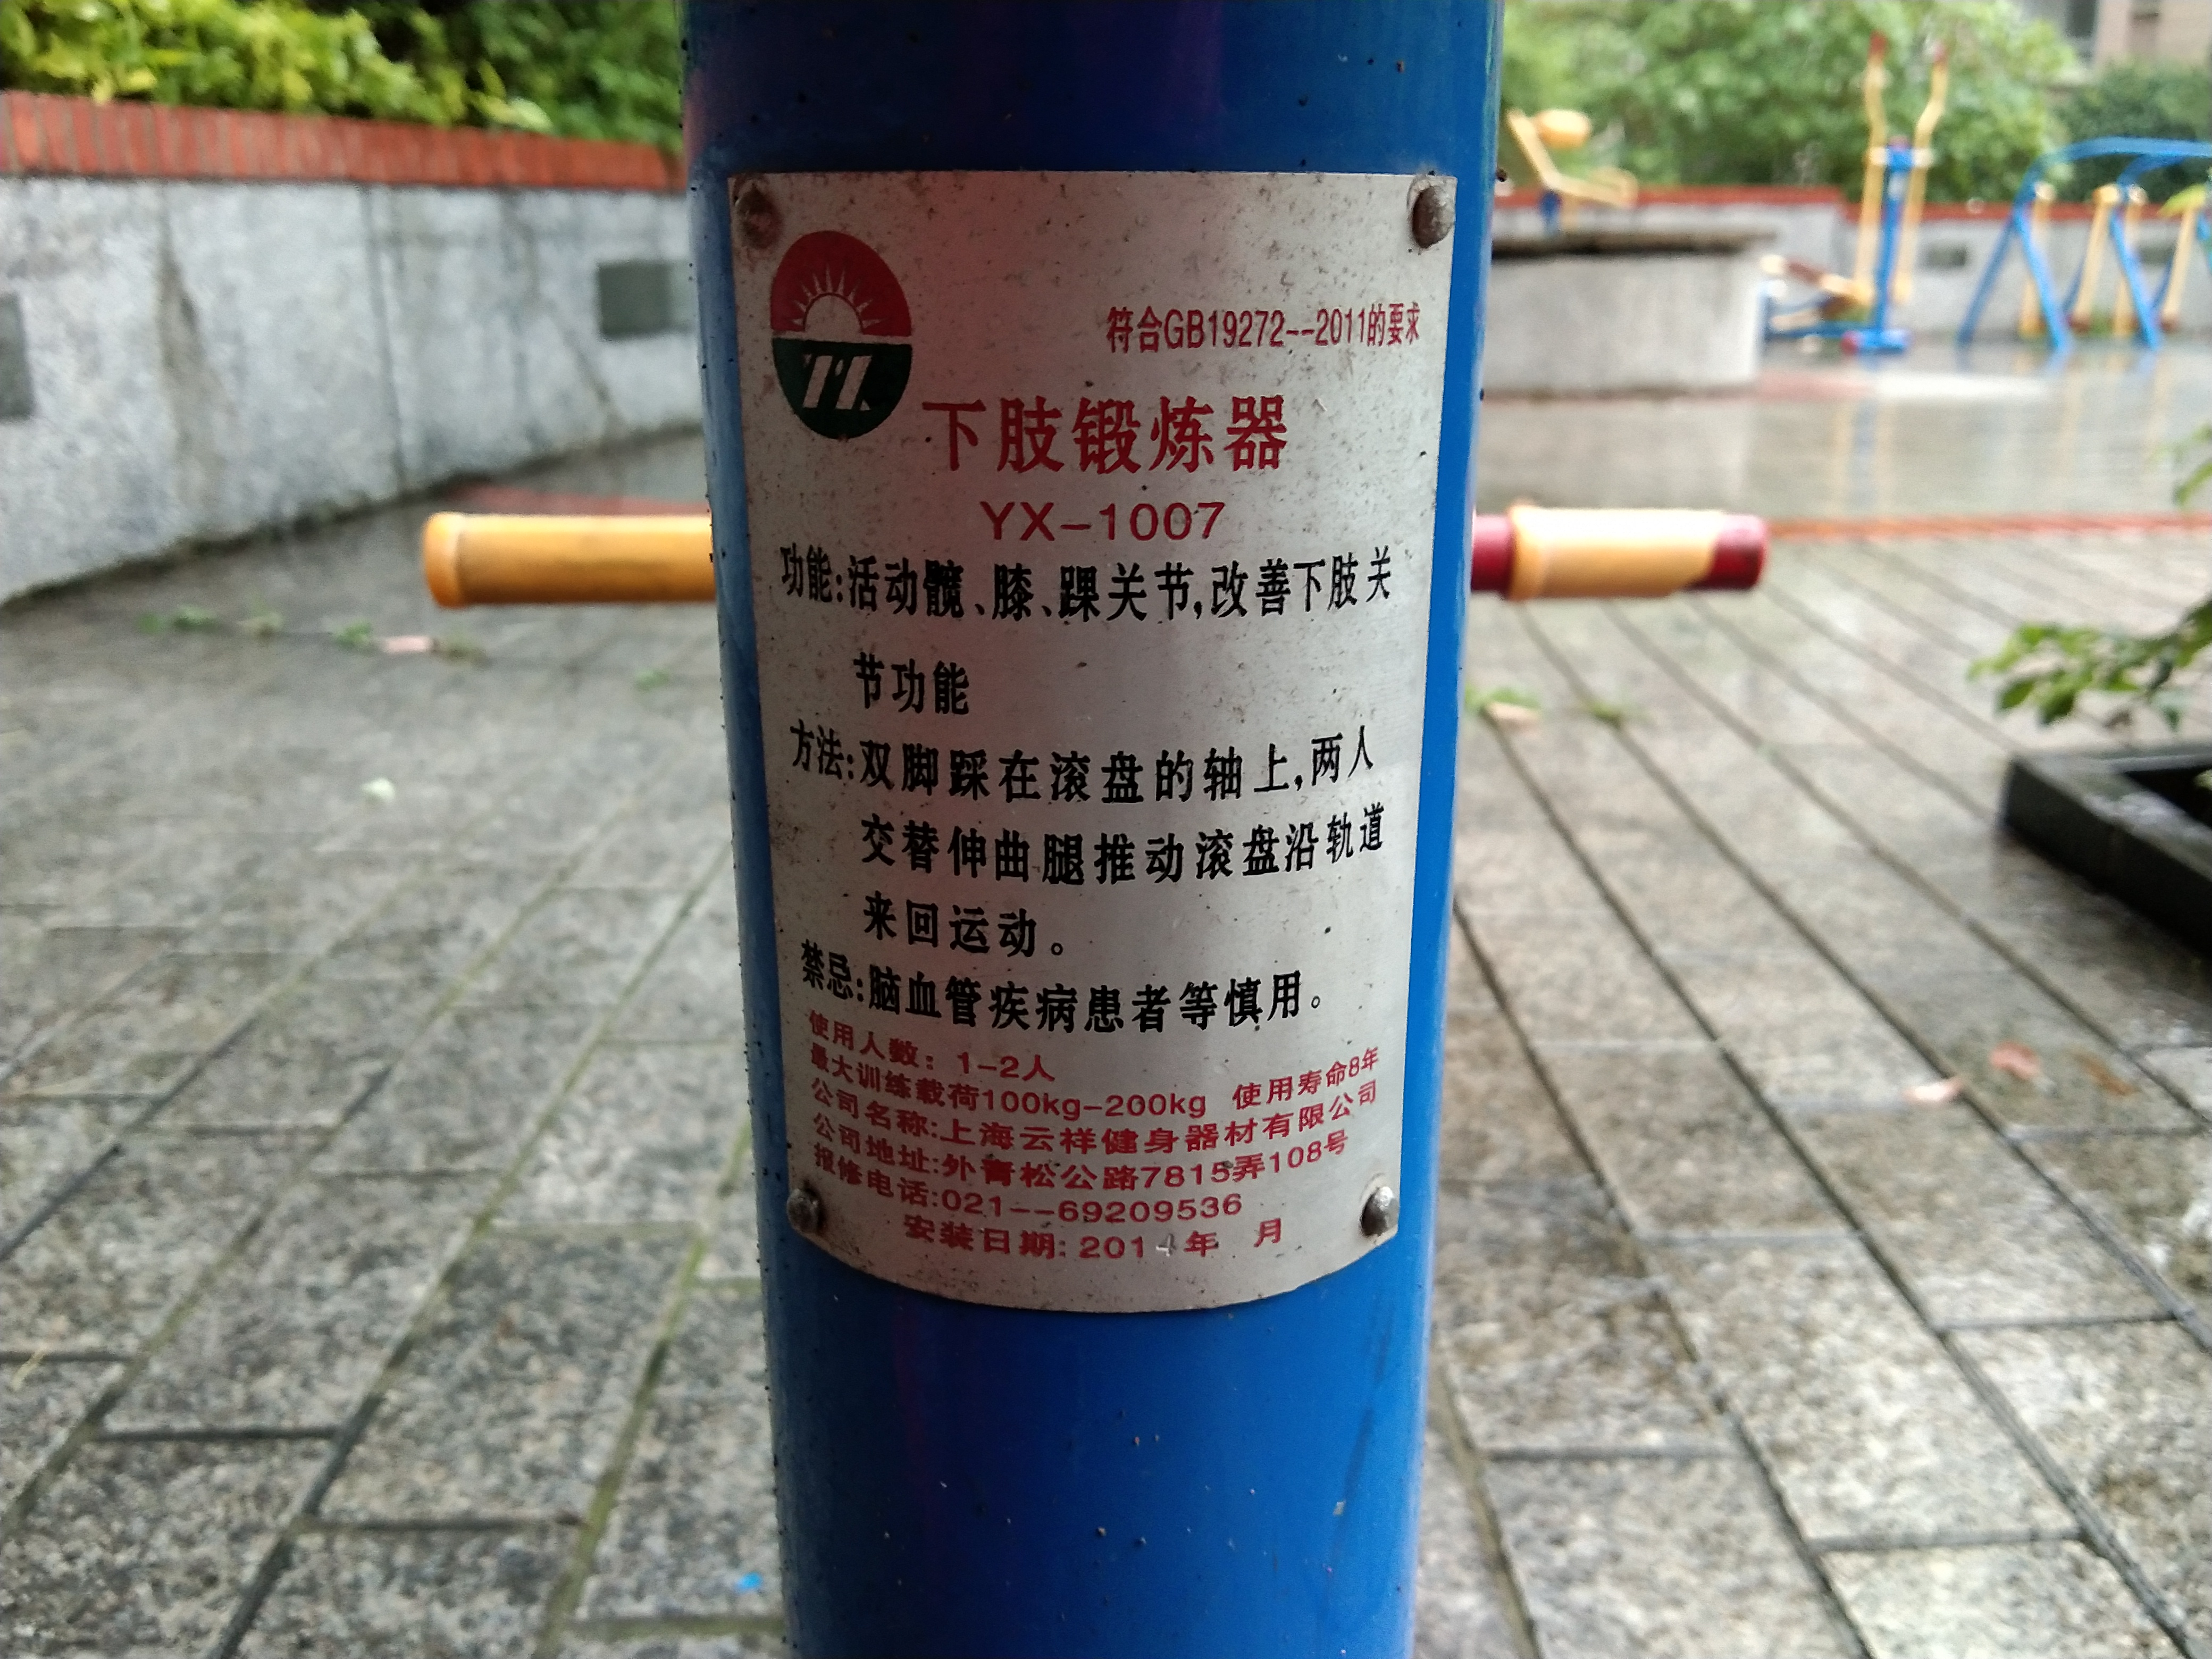 符合GB19272--2011的要求
下肢锻炼器
YX-1007
功能:活动髋、膝、踝关节,改善下肢关
节功能
方法:双脚踩在滚盘的轴上,两人
交替伸曲腿推动滚盘沿轨道
来回运动。
禁忌:脑血管疾病患者等慎用。
使用人数：1-2人
最大训练载荷100kg-200kg 使用寿命8年
公司名称:上海云祥健身器材有限公司
公司地址:外青松公路7815弄108号
报修电话:021--69209536
安装日期: 2014年 月